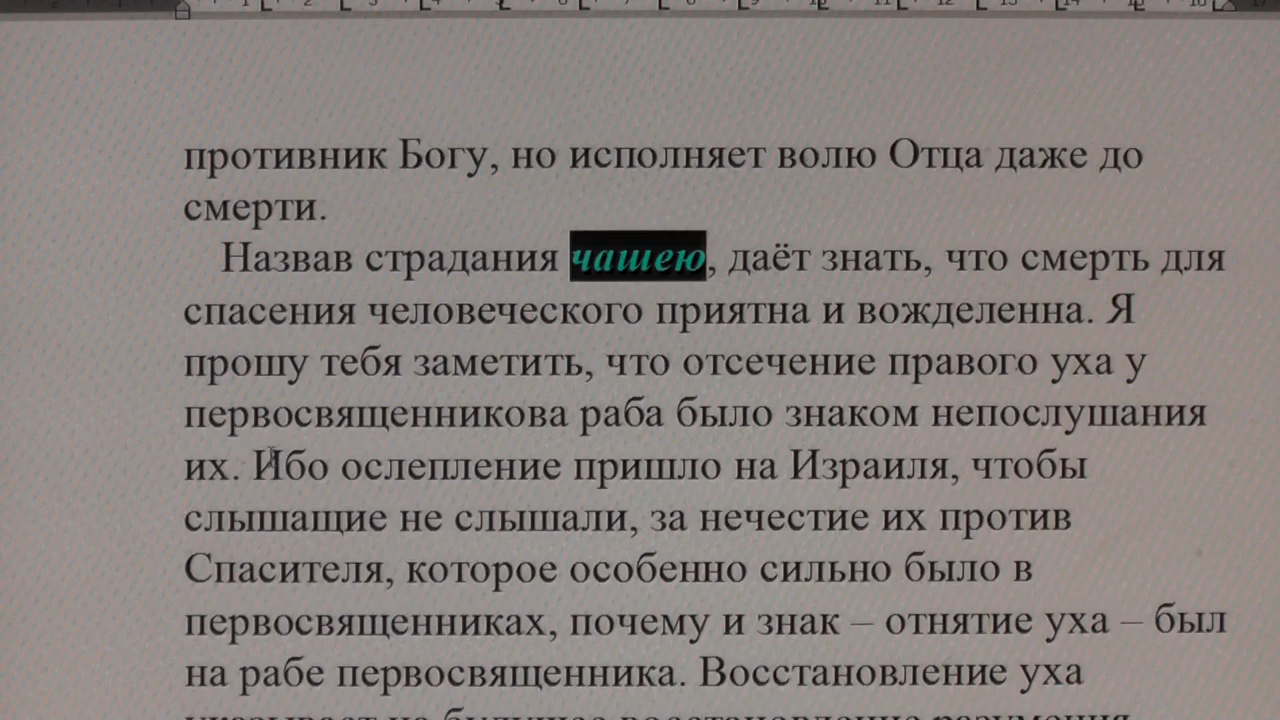 противник Богу, но исполняет волю Отца даже до
смерти.
Назвав страдания чашею, даёт знать, что смерть для
спасения человеческого приятна и вожделенна. Я
прошу тебя заметить, что отсечение правого уха у
первосвященникова раба было знаком непослушания
их. Ибо ослепление пришло на Израиля, чтобы
слышащие не слышали, за нечестие их против
Спасителя, которое особенно сильно было в
первосвященниках, почему и знак – отнятие уха – был
на рабе первосвященника. Восстановление уха